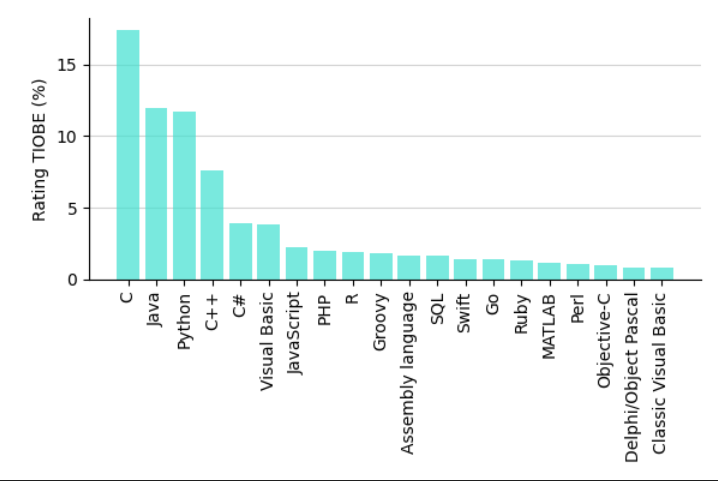 Rating TIOBE (%)
15
10
5
0
C
Java
Python
C++
C#
Visual Basic
JavaScript
PHP
R
Groovy
Assembly language
SQL
Swift
Go
Ruby
MATLAB
Perl
Objective-C
Delphi/Object Pascal
Classic Visual Basic